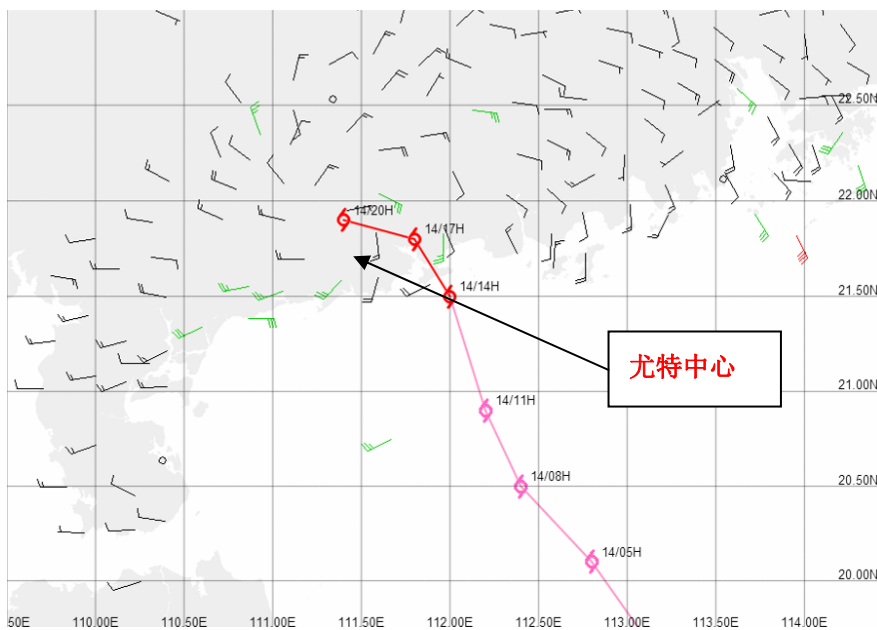 22.50N
22.00N
14/20H
14/17H
21.50N
14/14H
尤特中心
21.00N
14/11H
14/08H
20.50N
14/05H
20.00N
.50E 110.00E 110.50E 111.00E 111.50E 112.00E 112.50E 113.00E 113.50E 114.00E